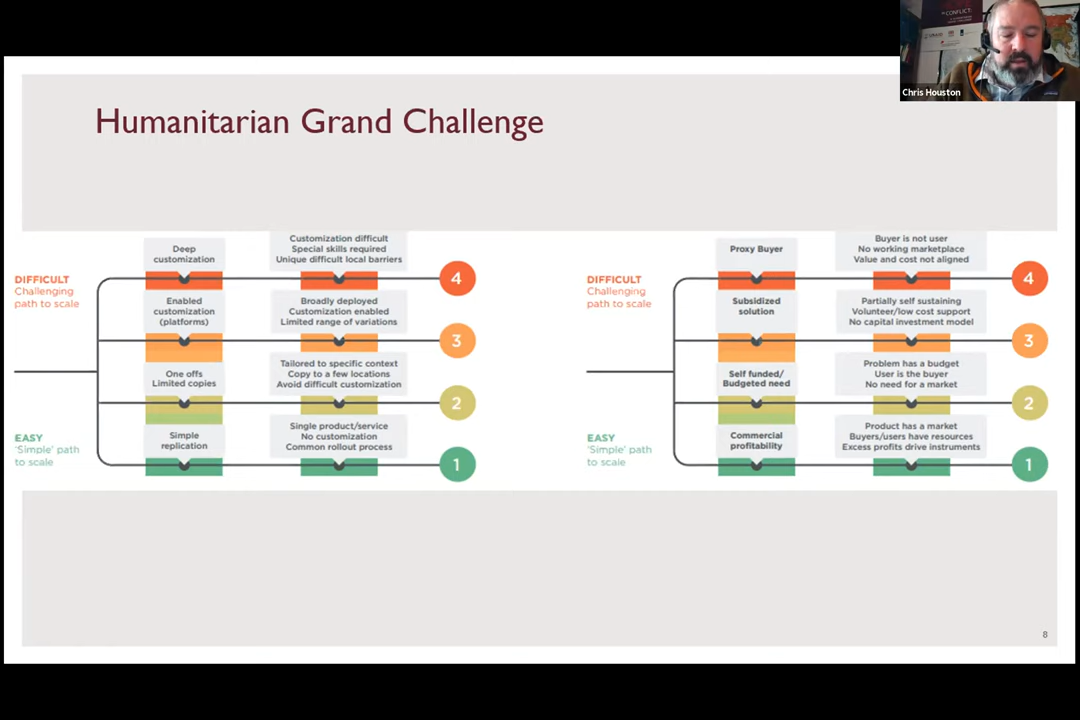 CONFLICT:
Chris Houston
Humanitarian Grand Challenge
DIFFICULT
Challenging
path to scale
EASY
'Simple' path
to scale
Deep
customization
Customization difficult
Special skills required
Unique difficult local barriers
4
Enabled
customization
(platforms)
Broadly deployed
Customization enabled
Limited range of variations
3
One offs
Limited copies
Tailored to specific context
Copy to a few locations
Avoid difficult customization
2
Simple
replication
Single product/service
No customization
Common rollout process
1
DIFFICULT
Challenging
path to scale
EASY
'Simple' path
to scale
Proxy Buyer
Buyer is not user
No working marketplace
Value and cost not aligned
4
Subsidized
solution
Partially self sustaining
Volunteer/low cost support
No capital investment model
3
Self funded/
Budgeted need
Problem has a budget
User is the buyer
No need for a market
2
Commercial
profitability
Product has a market
Buyers/users have resources
Excess profits drive instruments
1
8